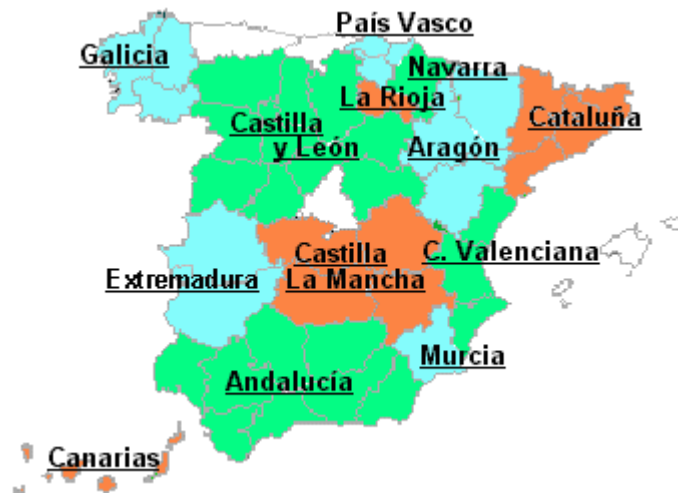 País Vasco
Galicia
Navarra
La Rioja
Cataluña
Castilla
y León
Aragón
Castilla
La Mancha
C. Valenciana
Extremadura
Murcia
Andalucía
Canarias